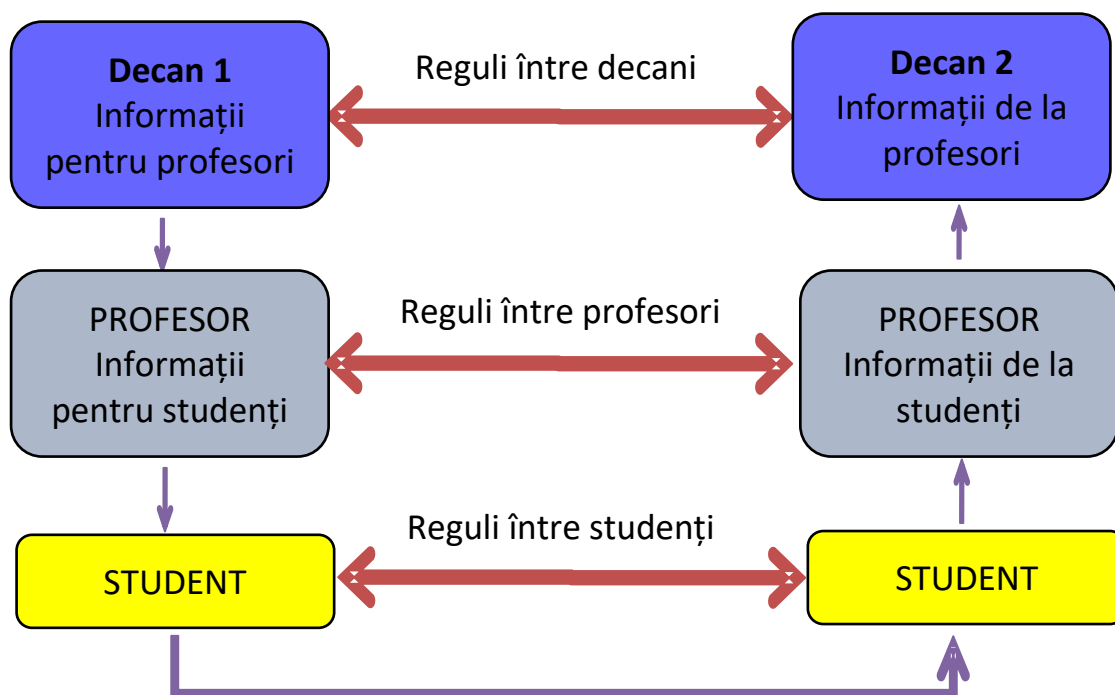 Decan 1
Informații
pentru profesori
Reguli între decani
Decan 2
Informații de la
profesori
PROFESOR
Informații
pentru studenți
Reguli între profesori
PROFESOR
Informații de la
studenți
STUDENT
Reguli între studenți
STUDENT